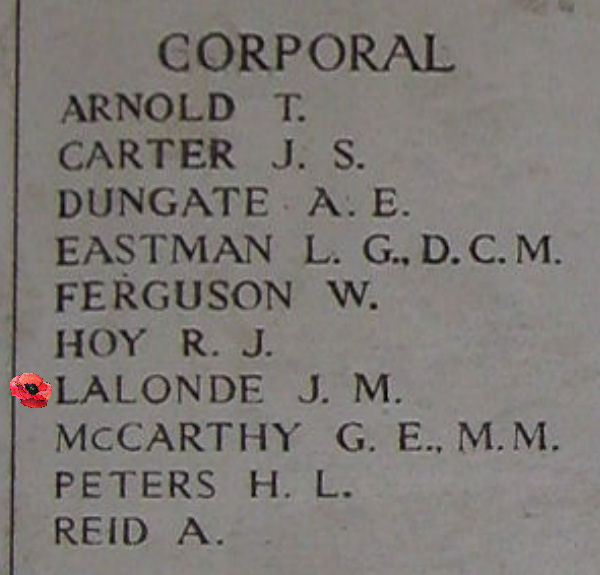 CORPORAL
ARNOLD T.
CARTER J. S.
DUNGATE A. E.
EASTMAN L. G., D.C.M.
FERGUSON W.
HOY R. J.
LALONDE J. M.
McCARTHY G. E., M.M.
PETERS H. L.
REID A.